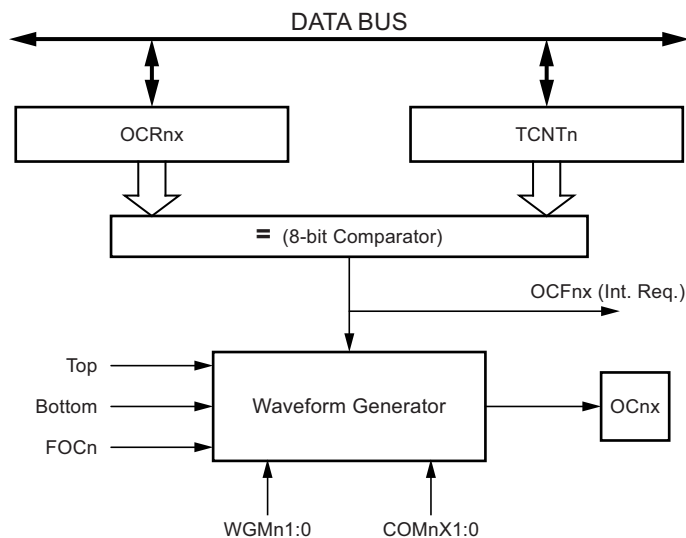 DATA BUS
OCRnx
TCNTn
= (8-bit Comparator)
OCFnx (Int. Req.)
Top
Bottom
FOCn
Waveform Generator
OCnx
WGMn1:0
COMnX1:0